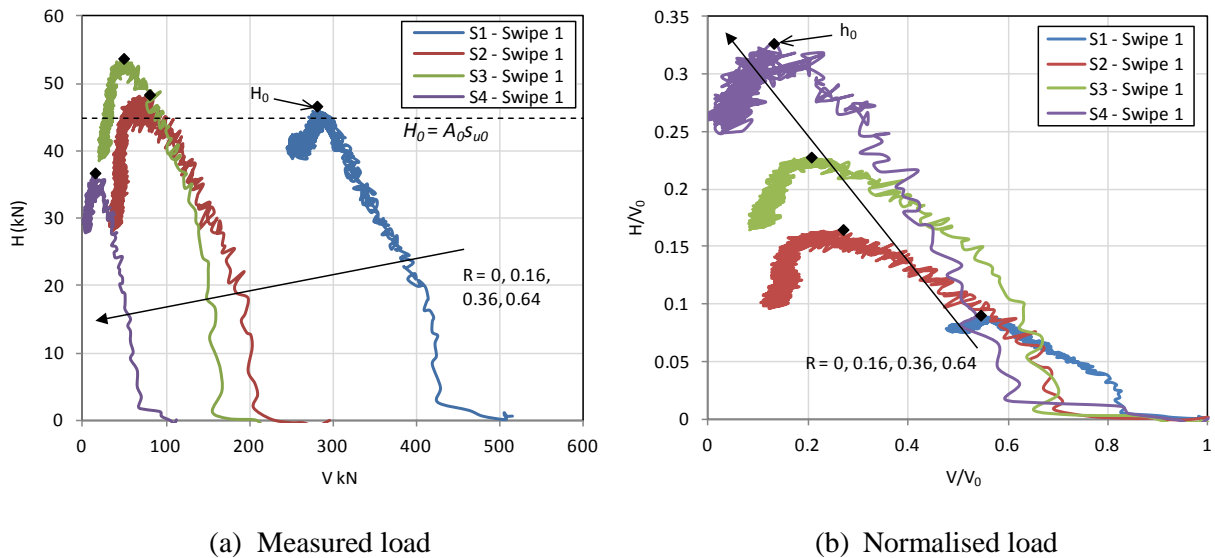 60
50
40
30
20
10
0
H (kN)
0 100 200 300 400 500 600
V kN
S1 - Swipe 1
S2 - Swipe 1
S3 - Swipe 1
S4 - Swipe 1
H₀
H₀ = A₀sᵤ₀
R = 0, 0.16,
0.36, 0.64
(a) Measured load
0.35
0.3
0.25
0.2
0.15
0.1
0.05
0
H/V₀
0 0.2 0.4 0.6 0.8 1
V/V₀
h₀
S1 - Swipe 1
S2 - Swipe 1
S3 - Swipe 1
S4 - Swipe 1
R = 0, 0.16, 0.36, 0.64
(b) Normalised load